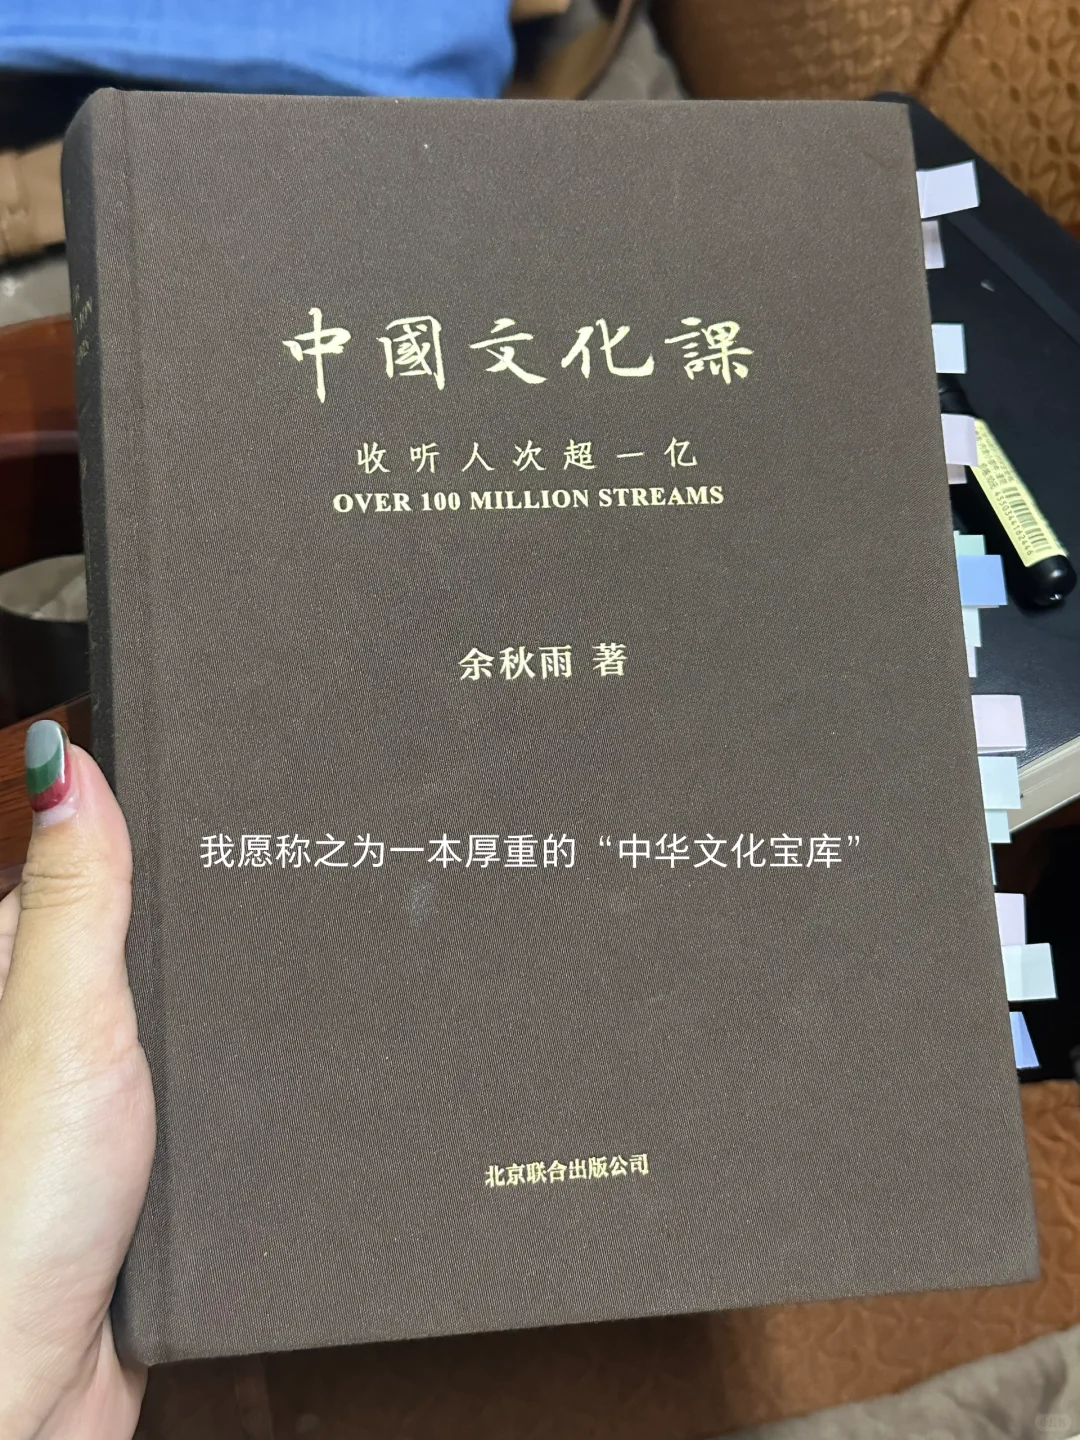 中國文化課
收听人次超一亿
OVER 100 MILLION STREAMS
余秋雨 著
我愿称之为一本厚重的“中华文化宝库”
北京联合出版公司
4550344162446